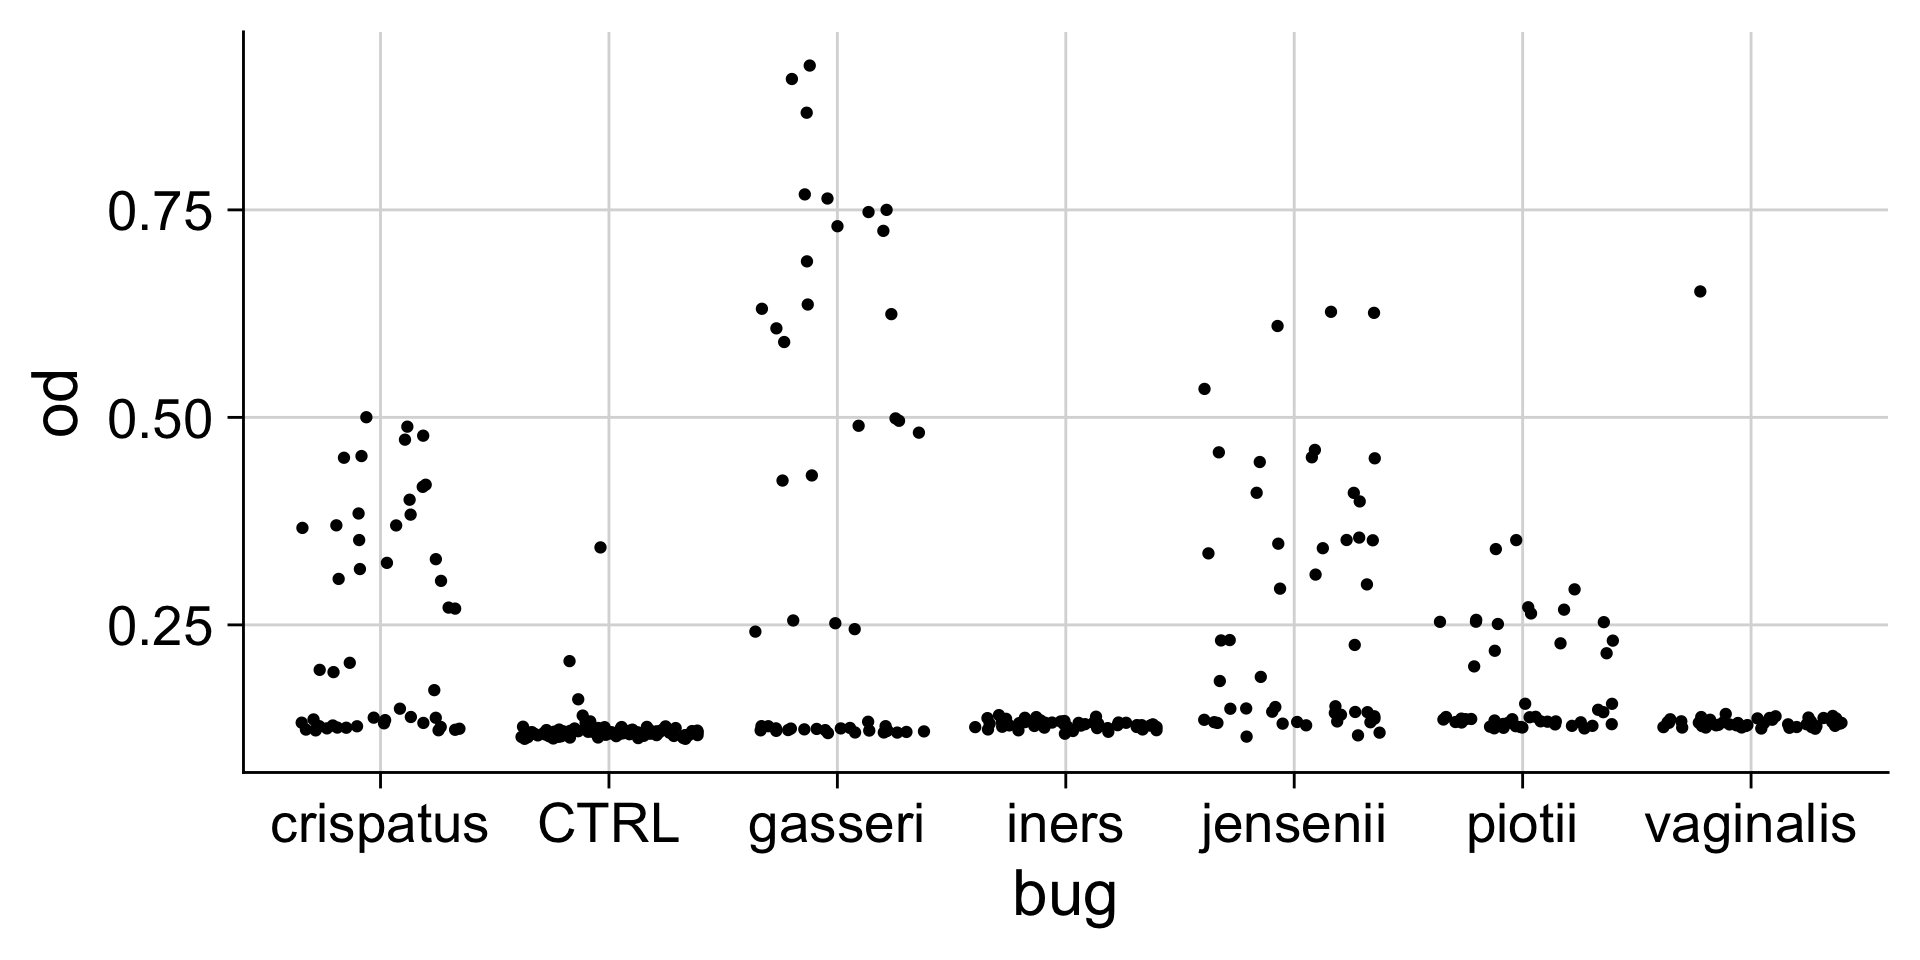 od
0.75
0.50
0.25
crispatus CTRL gasseri iners jensenii piotii vaginalis
bug